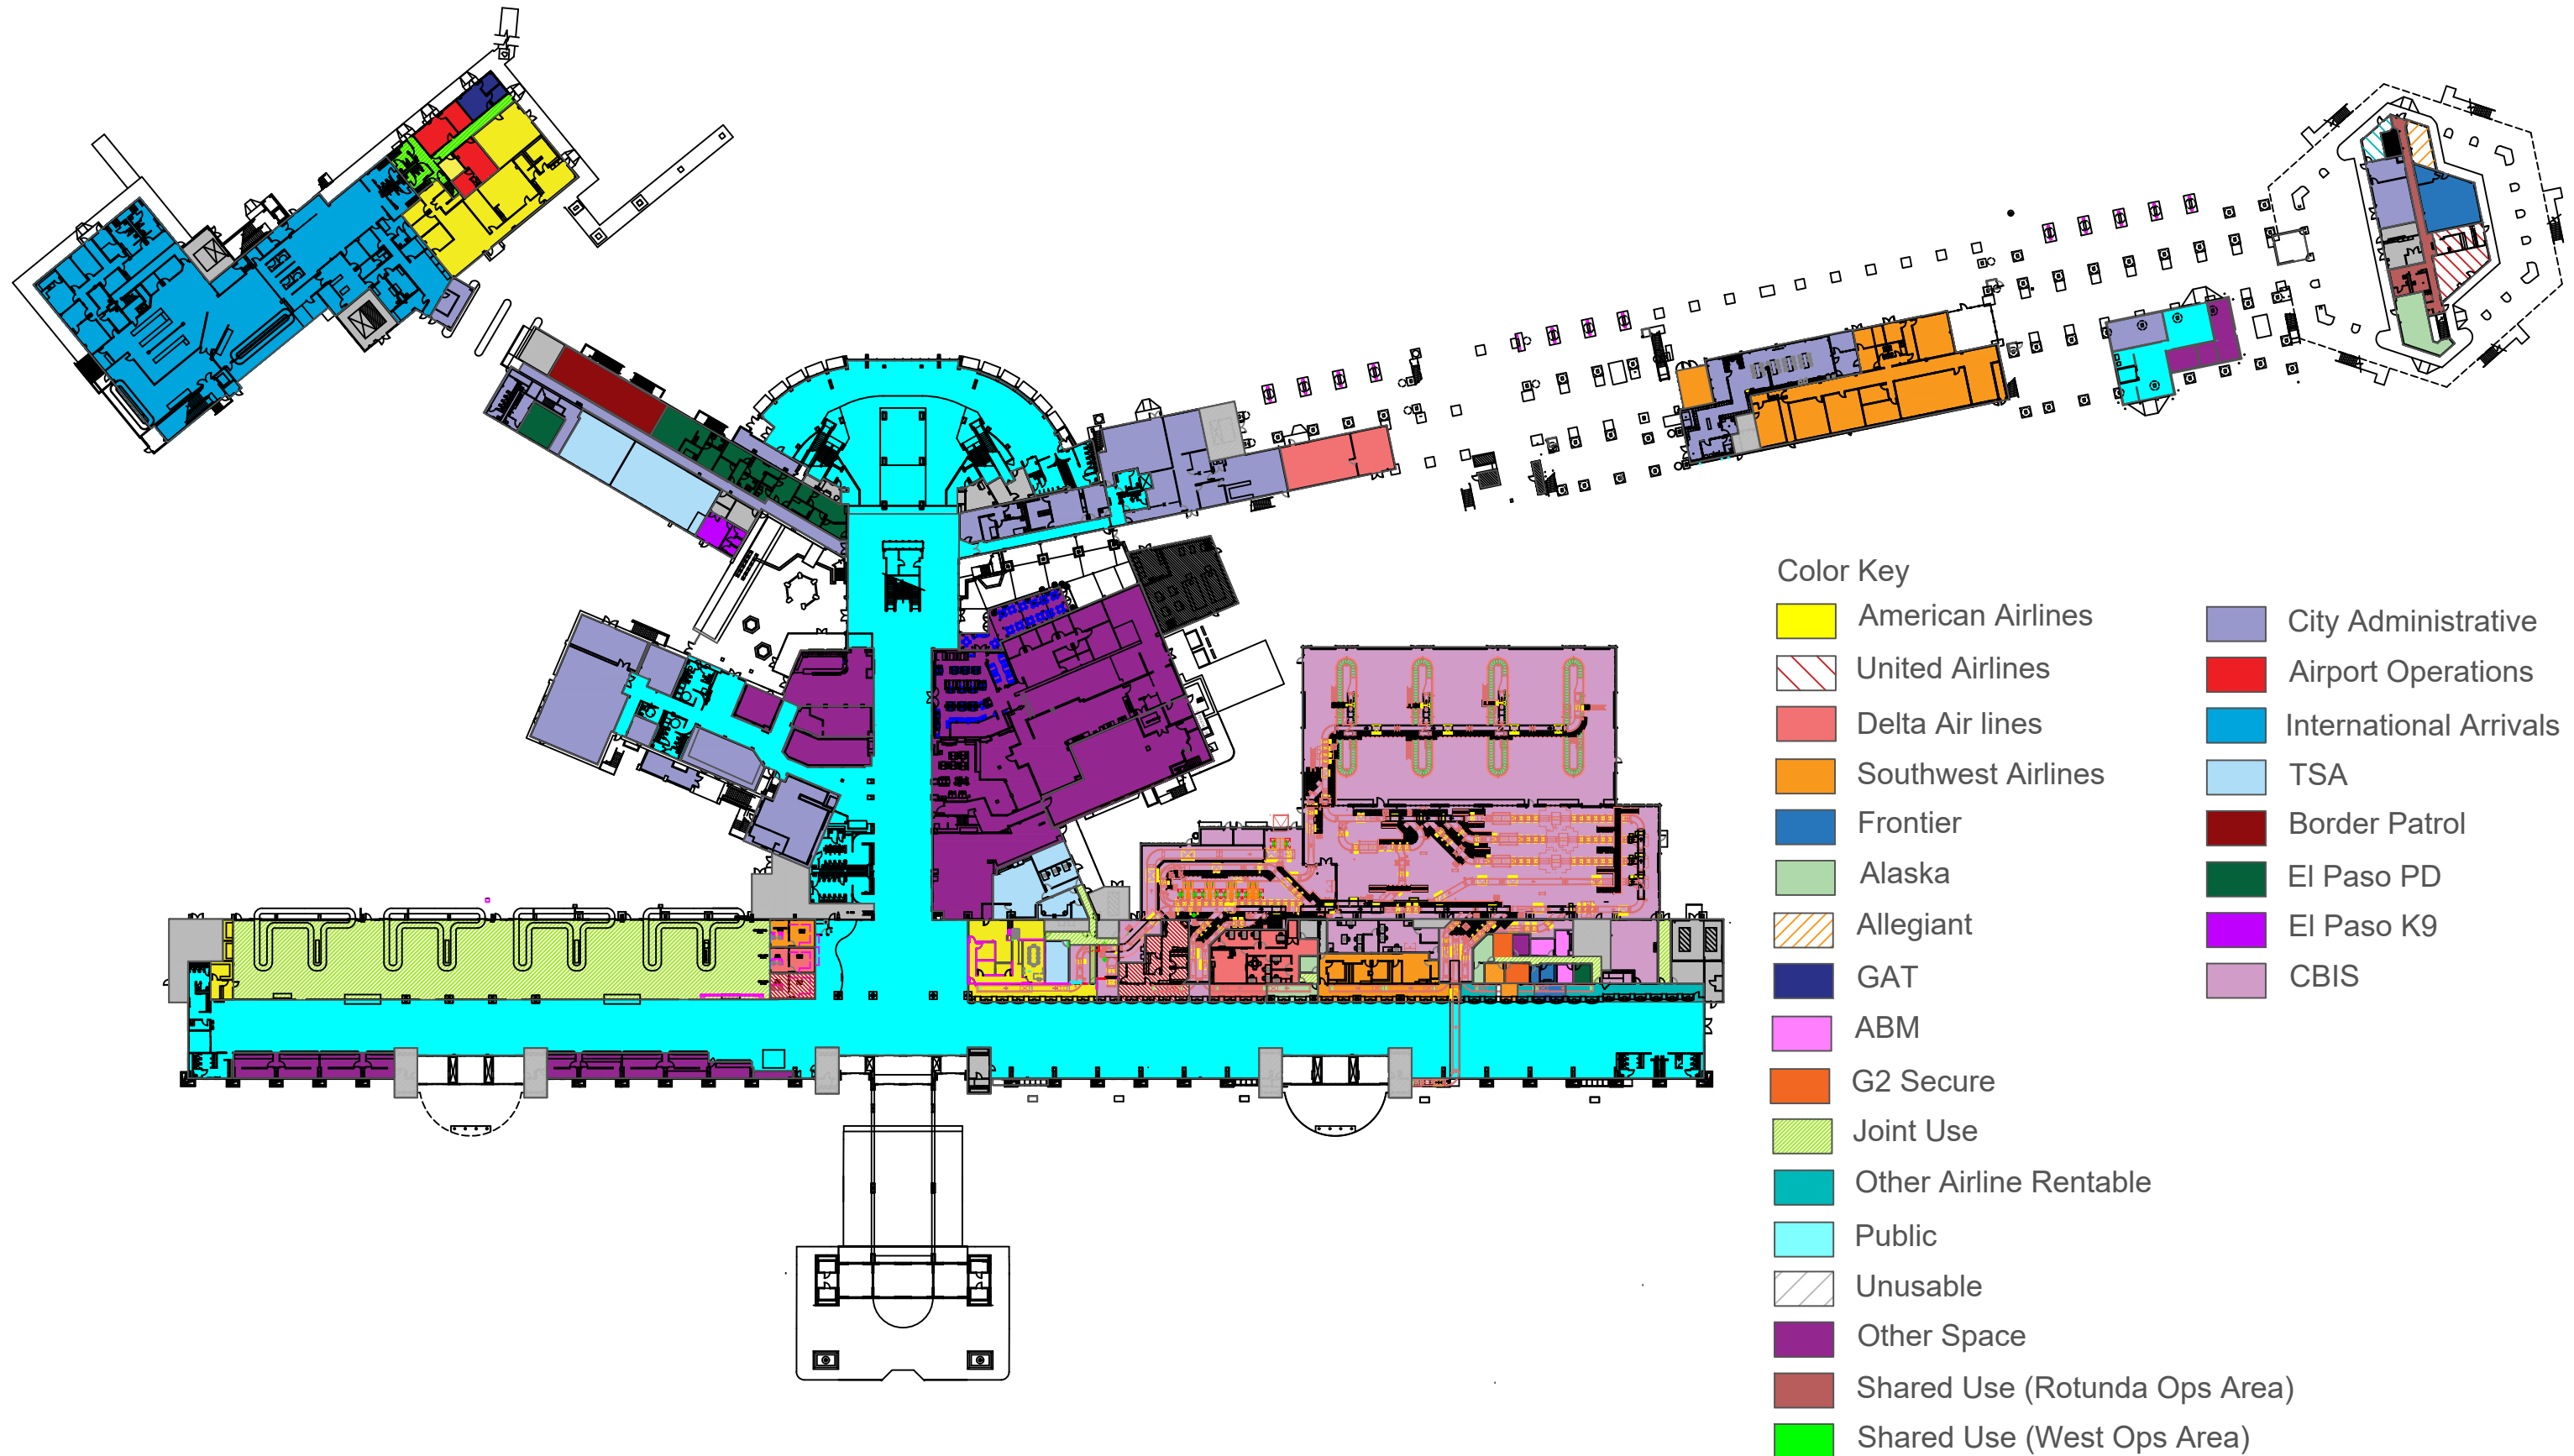 Color Key
American Airlines
United Airlines
Delta Air lines
Southwest Airlines
Frontier
Alaska
Allegiant
GAT
ABM
G2 Secure
Joint Use
Other Airline Rentable
Public
Unusable
Other Space
Shared Use (Rotunda Ops Area)
Shared Use (West Ops Area)
City Administrative
Airport Operations
International Arrivals
TSA
Border Patrol
El Paso PD
El Paso K9
CBIS